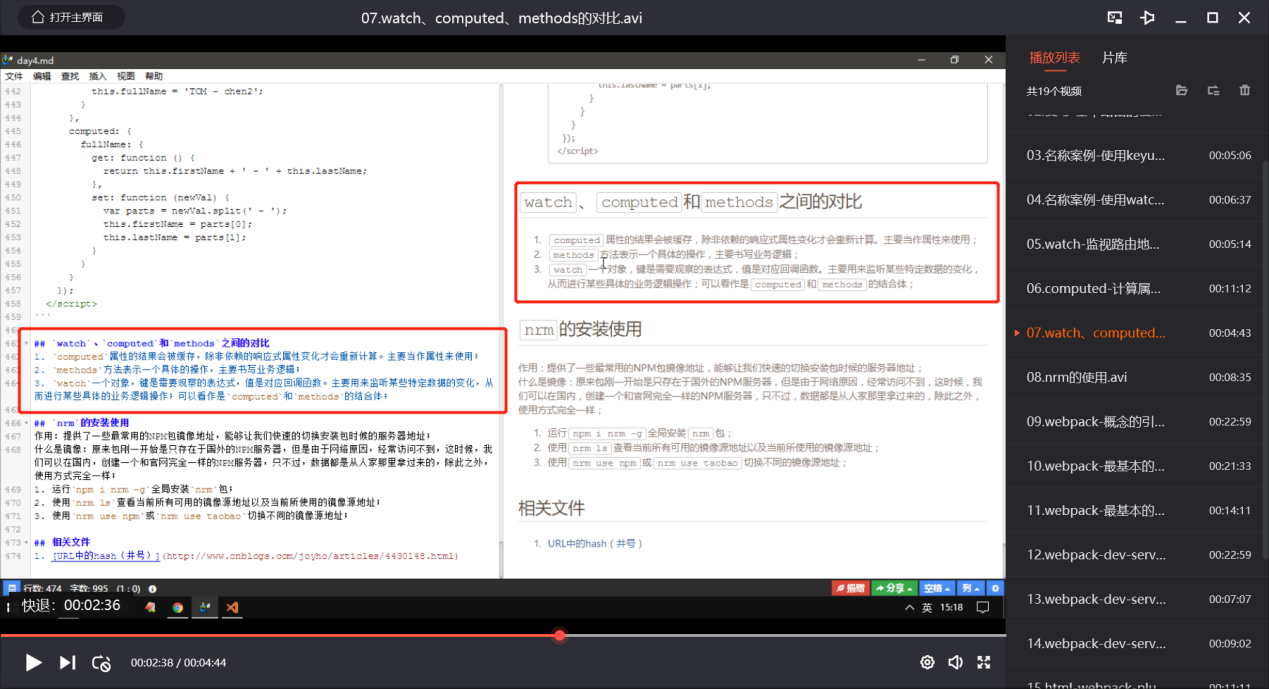 打开主界面
07.watch、computed、methods的对比.avi
day4.md
文件 编辑 查找 插入 视图 帮助
442 this.fullName = 'TOM - chen2';
443 }
444 },
445 computed: {
446 fullName: {
447 get: function () {
448 return this.firstName + ' - ' + this.lastName;
449 },
450 set: function (newVal) {
451 var parts = newVal.split(' - ');
452 this.firstName = parts[0];
453 this.lastName = parts[1];
454 }
455 }
456 }
457 });
458 </script>
459 ```
460
461 ## `watch`、`computed`和`methods`之间的对比
462 1. `computed`属性的结果会被缓存，除非依赖的响应式属性变化才会重新计算。主要当作属性来使用；
2. `methods`方法表示一个具体的操作，主要书写业务逻辑；
464 3. `watch`一个对象，键是需要观察的表达式，值是对应回调函数。主要用来监听某些特定数据的变化，从
而进行某些具体的业务逻辑操作；可以看作是`computed`和`methods`的结合体；
466 ## `nrm`的安装使用
467 作用：提供了一些最常用的NPM包镜像地址，能够让我们快速的切换安装包时候的服务器地址；
468 什么是镜像：原来包刚一开始是只存在于国外的NPM服务器，但是由于网络原因，经常访问不到，这时候，我
们可以在国内，创建一个和官网完全一样的NPM服务器，只不过，数据都是从人家那里拿过来的，除此之外，
使用方式完全一样；
469 1. 运行`npm i nrm -g`全局安装`nrm`包；
470 2. 使用`nrm ls`查看当前所有可用的镜像源地址以及当前所使用的镜像源地址；
471 3. 使用`nrm use npm`或`nrm use taobao`切换不同的镜像源地址；
472
473 ## 相关文件
474 1. [URL中的hash（井号）](http://www.cnblogs.com/joyho/articles/4430148.html)
this.lastName = parts[1];
}
}
}
});
</script>
watch、computed和methods之间的对比
1. computed属性的结果会被缓存，除非依赖的响应式属性变化才会重新计算。主要当作属性来使用；
2. methods方法表示一个具体的操作，主要书写业务逻辑；
3. watch一个对象，键是需要观察的表达式，值是对应回调函数。主要用来监听某些特定数据的变化，
从而进行某些具体的业务逻辑操作；可以看作是computed和methods的结合体；
nrm的安装使用
作用：提供了一些最常用的NPM包镜像地址，能够让我们快速的切换安装包时候的服务器地址；
什么是镜像：原来包刚一开始是只存在于国外的NPM服务器，但是由于网络原因，经常访问不到，这时候，我
们可以在国内，创建一个和官网完全一样的NPM服务器，只不过，数据都是从人家那里拿过来的，除此之外，
使用方式完全一样；
1. 运行npm i nrm -g全局安装nrm包；
2. 使用nrm ls查看当前所有可用的镜像源地址以及当前所使用的镜像源地址；
3. 使用nrm use npm或nrm use taobao切换不同的镜像源地址；
相关文件
1. URL中的hash（井号）
行数: 474 字数: 995 (1 : 0)
捐赠 分享 空格 列
快退: 00:02:36
英 15:18
00:02:38 / 00:04:44
播放列表 片库
共19个视频
03.名称案例-使用keyu... 00:05:06
04.名称案例-使用watc... 00:06:37
05.watch-监视路由地... 00:05:14
06.computed-计算属... 00:11:12
07.watch、computed... 00:04:43
08.nrm的使用.avi 00:08:35
09.webpack-概念的引... 00:22:59
10.webpack-最基本的... 00:21:33
11.webpack-最基本的... 00:14:11
12.webpack-dev-serv... 00:22:59
13.webpack-dev-serv... 00:07:07
14.webpack-dev-serv... 00:09:02
15.html-webpack-plu... 00:11:11